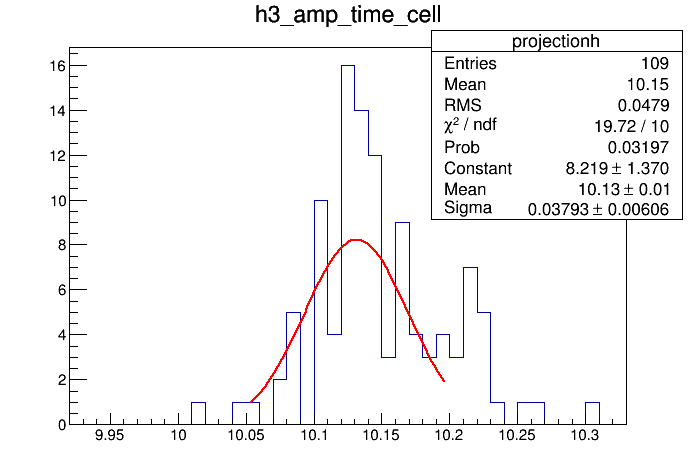 h3_amp_time_cell
projectionh
Entries 109
Mean 10.15
RMS 0.0479
χ² / ndf 19.72 / 10
Prob 0.03197
Constant 8.219 ± 1.370
Mean 10.13 ± 0.01
Sigma 0.03793 ± 0.00606
16
14
12
10
8
6
4
2
0
9.95 10 10.05 10.1 10.15 10.2 10.25 10.3